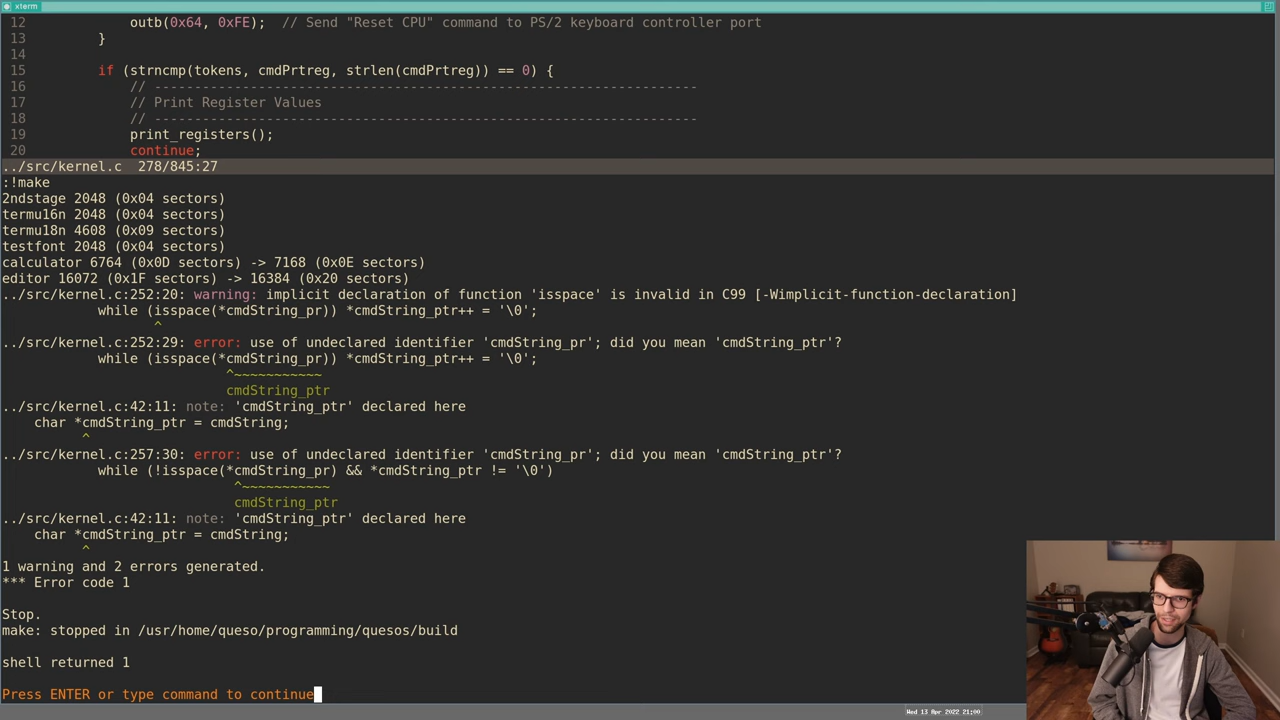 xterm
12            outb(0x64, 0xFE);  // Send "Reset CPU" command to PS/2 keyboard controller port
13        }
14
15        if (strncmp(tokens, cmdPrtreg, strlen(cmdPrtreg)) == 0) {
16            // --------------------------------------------------------------------
17            // Print Register Values
18            // --------------------------------------------------------------------
19            print_registers();
20            continue;
../src/kernel.c  278/845:27
:!make
2ndstage 2048 (0x04 sectors)
termu16n 2048 (0x04 sectors)
termu18n 4608 (0x09 sectors)
testfont 2048 (0x04 sectors)
calculator 6764 (0x0D sectors) -> 7168 (0x0E sectors)
editor 16072 (0x1F sectors) -> 16384 (0x20 sectors)
../src/kernel.c:252:20: warning: implicit declaration of function 'isspace' is invalid in C99 [-Wimplicit-function-declaration]
            while (isspace(*cmdString_pr)) *cmdString_ptr++ = '\0';
                   ^
../src/kernel.c:252:29: error: use of undeclared identifier 'cmdString_pr'; did you mean 'cmdString_ptr'?
            while (isspace(*cmdString_pr)) *cmdString_ptr++ = '\0';
                            ^~~~~~~~~~~~
                            cmdString_ptr
../src/kernel.c:42:11: note: 'cmdString_ptr' declared here
    char *cmdString_ptr = cmdString;
          ^
../src/kernel.c:257:30: error: use of undeclared identifier 'cmdString_pr'; did you mean 'cmdString_ptr'?
            while (!isspace(*cmdString_pr) && *cmdString_ptr != '\0')
                             ^~~~~~~~~~~~
                             cmdString_ptr
../src/kernel.c:42:11: note: 'cmdString_ptr' declared here
    char *cmdString_ptr = cmdString;
          ^
1 warning and 2 errors generated.
*** Error code 1
Stop.
make: stopped in /usr/home/queso/programming/quesos/build
shell returned 1
Press ENTER or type command to continue
Wed 13 Apr 2022 21:00